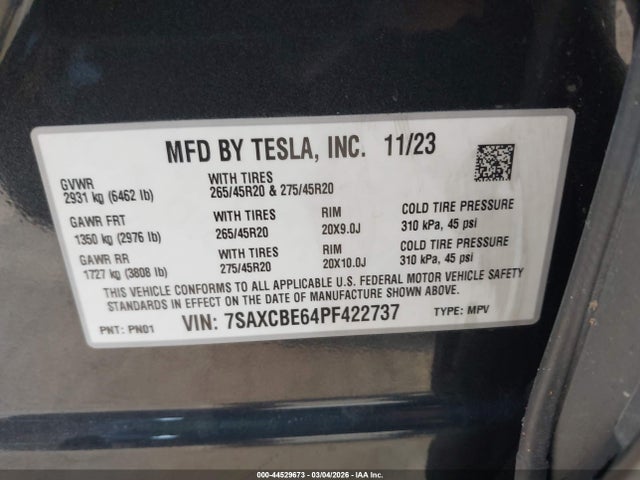 MFD BY TESLA, INC. 11/23
GVWR
2931 kg (6462 lb)
WITH TIRES
265/45R20 & 275/45R20
GAWR FRT
1350 kg (2976 lb)
WITH TIRES
265/45R20
RIM
20X9.0J
COLD TIRE PRESSURE
310 kPa, 45 psi
GAWR RR
1727 kg (3808 lb)
WITH TIRES
275/45R20
RIM
20X10.0J
COLD TIRE PRESSURE
310 kPa, 45 psi
THIS VEHICLE CONFORMS TO ALL APPLICABLE U.S. FEDERAL MOTOR VEHICLE SAFETY
STANDARDS IN EFFECT ON THE DATE OF MANUFACTURE SHOWN ABOVE.
PNT: PN01 VIN: 7SAXCBE64PF422737 TYPE: MPV
000-44529673 - 03/04/2026 - IAA Inc.